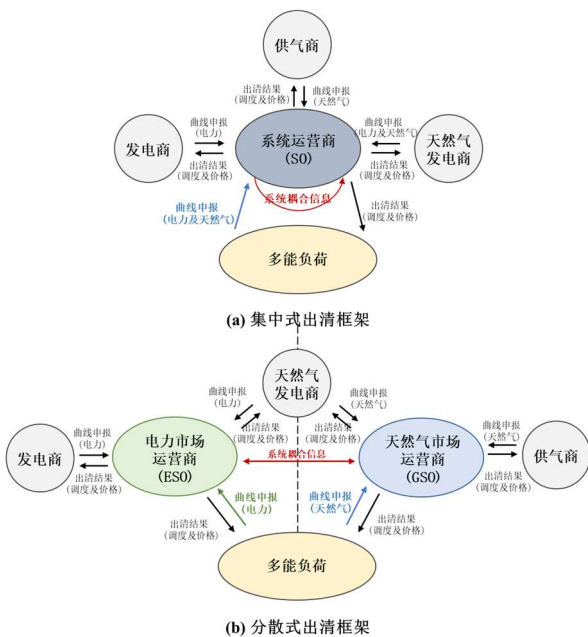 供气商
出清结果
(调度及价格)
曲线申报
(天然气)
发电商
曲线申报
(电力)
出清结果
(调度及价格)
系统运营商
(SO)
曲线申报
(电力及天然气)
出清结果
(调度及价格)
天然气
发电商
系统耦合信息
曲线申报
(电力及天然气)
出清结果
(调度及价格)
多能负荷
(a) 集中式出清框架
天然气
发电商
曲线申报
(电力)
出清结果
(调度及价格)
曲线申报
(天然气)
出清结果
(调度及价格)
发电商
曲线申报
(电力)
出清结果
(调度及价格)
电力市场
运营商
(ESO)
系统耦合信息
天然气市场
运营商
(GSO)
曲线申报
(天然气)
出清结果
(调度及价格)
供气商
出清结果
(调度及价格)
曲线申报
(电力)
曲线申报
(天然气)
出清结果
(调度及价格)
多能负荷
(b) 分散式出清框架